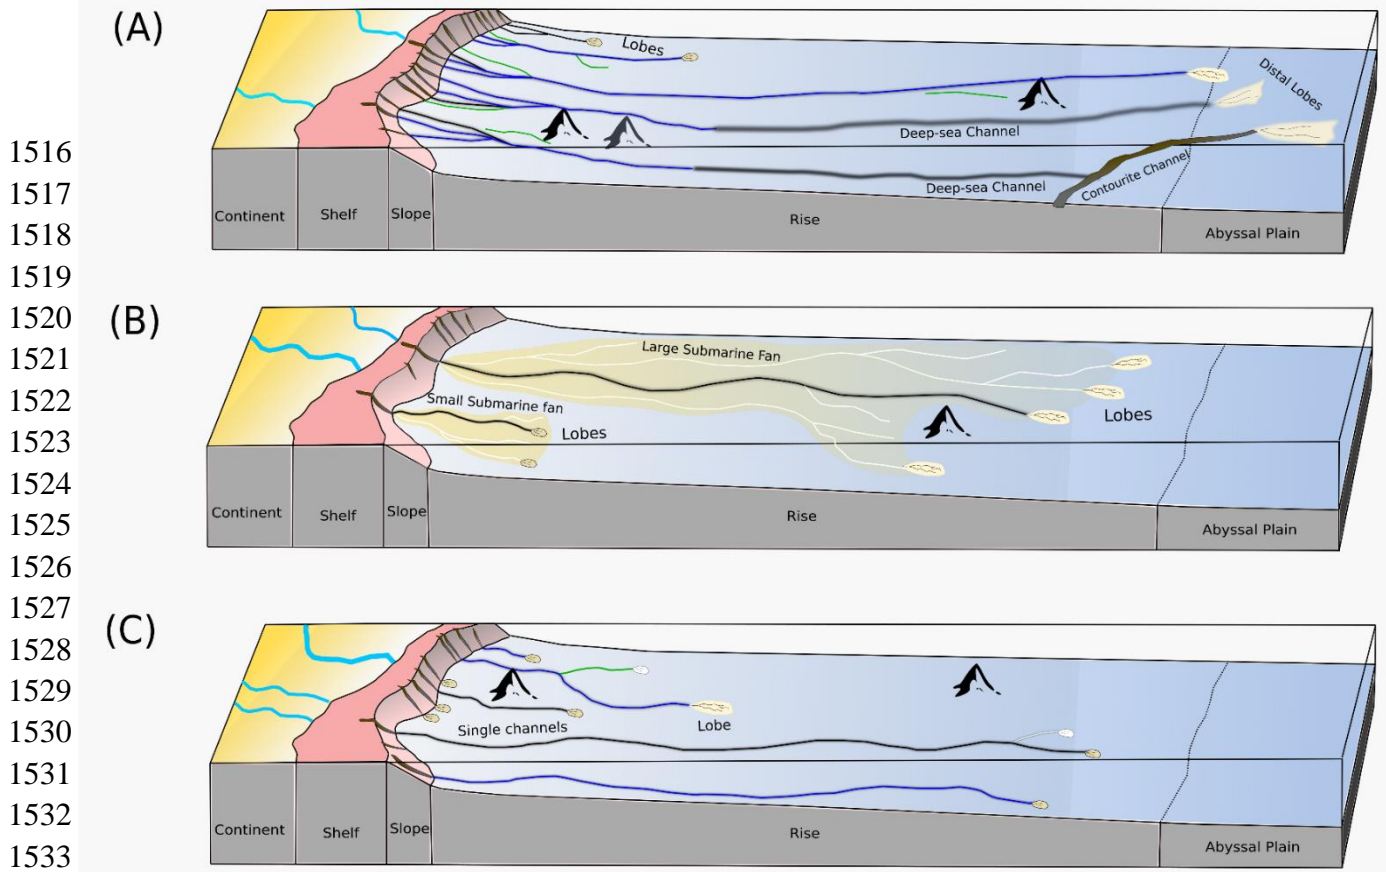 (A)
Lobes
Distal Lobes
1516
Deep-sea Channel
Contourite Channel
1517
Deep-sea Channel
Continent
Shelf
Slope
Rise
1518
Abyssal Plain
1519
1520
(B)
1521
Large Submarine Fan
1522
Small Submarine fan
Lobes
1523
Lobes
1524
Continent
Shelf
Slope
Rise
1525
Abyssal Plain
1526
1527
(C)
1528
1529
1530
Single channels
Lobe
1531
1532
Continent
Shelf
Slope
Rise
1533
Abyssal Plain